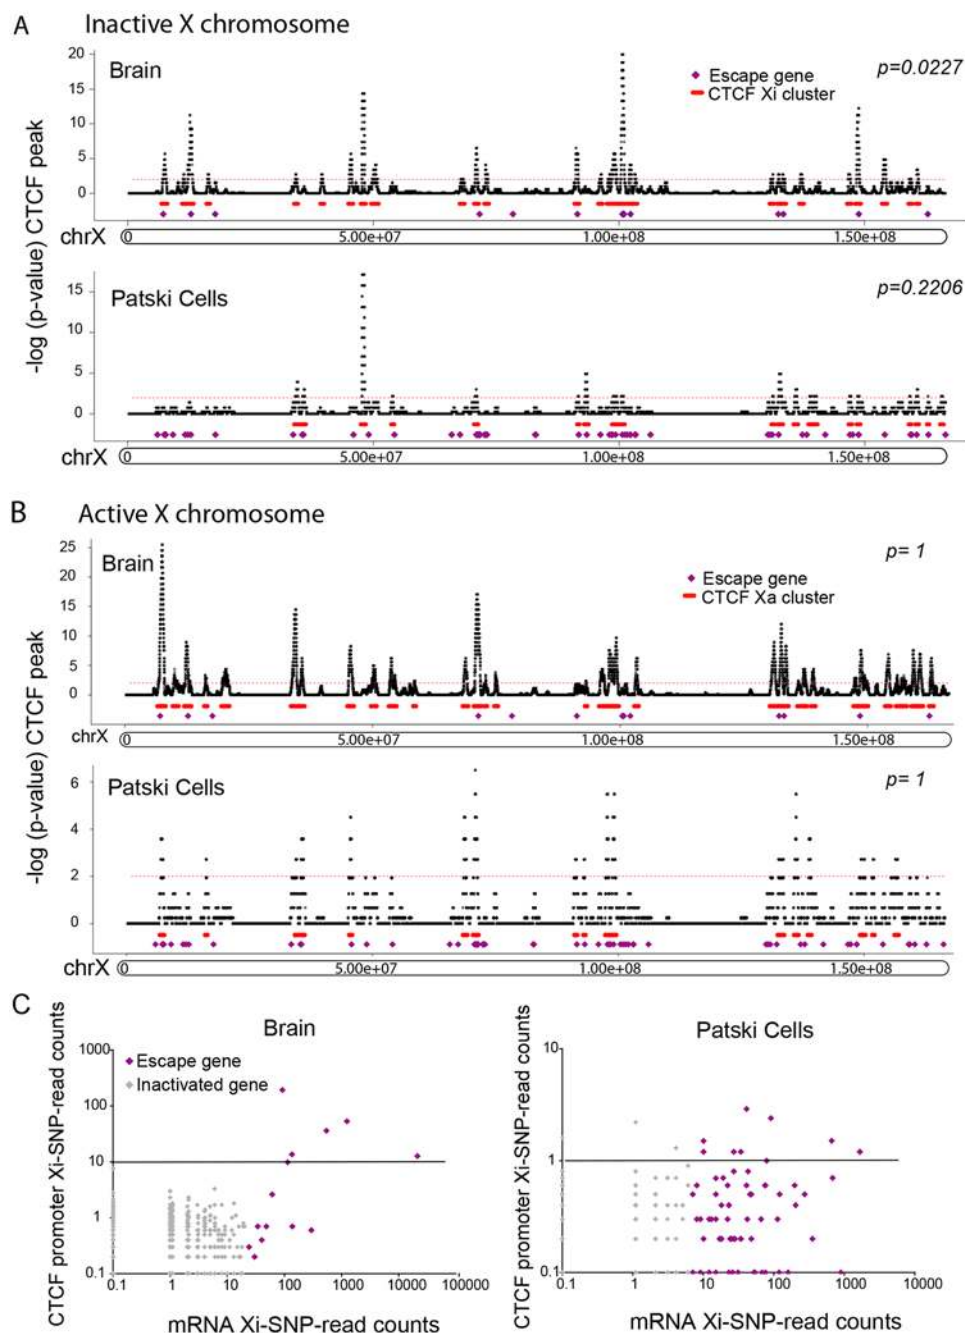 A Inactive X chromosome
Brain
Escape gene
CTCF Xi cluster
p=0.0227
-log (p-value) CTCF peak
20
15
10
5
0
chrX 0 5.00e+07 1.00e+08 1.50e+08
Patski Cells
p=0.2206
15
10
5
0
chrX 0 5.00e+07 1.00e+08 1.50e+08
B Active X chromosome
Brain
Escape gene
CTCF Xa cluster
p= 1
-log (p-value) CTCF peak
25
20
15
10
5
0
chrX 0 5.00e+07 1.00e+08 1.50e+08
Patski Cells
p= 1
6
4
2
0
chrX 0 5.00e+07 1.00e+08 1.50e+08
C
Brain
CTCF promoter Xi-SNP-read counts
Escape gene
Inactivated gene
1000
100
10
1
0.1
0.1 1 10 100 1000 10000 100000
mRNA Xi-SNP-read counts
Patski Cells
CTCF promoter Xi-SNP-read counts
10
1
0.1
0.1 1 10 100 1000 10000
mRNA Xi-SNP-read counts